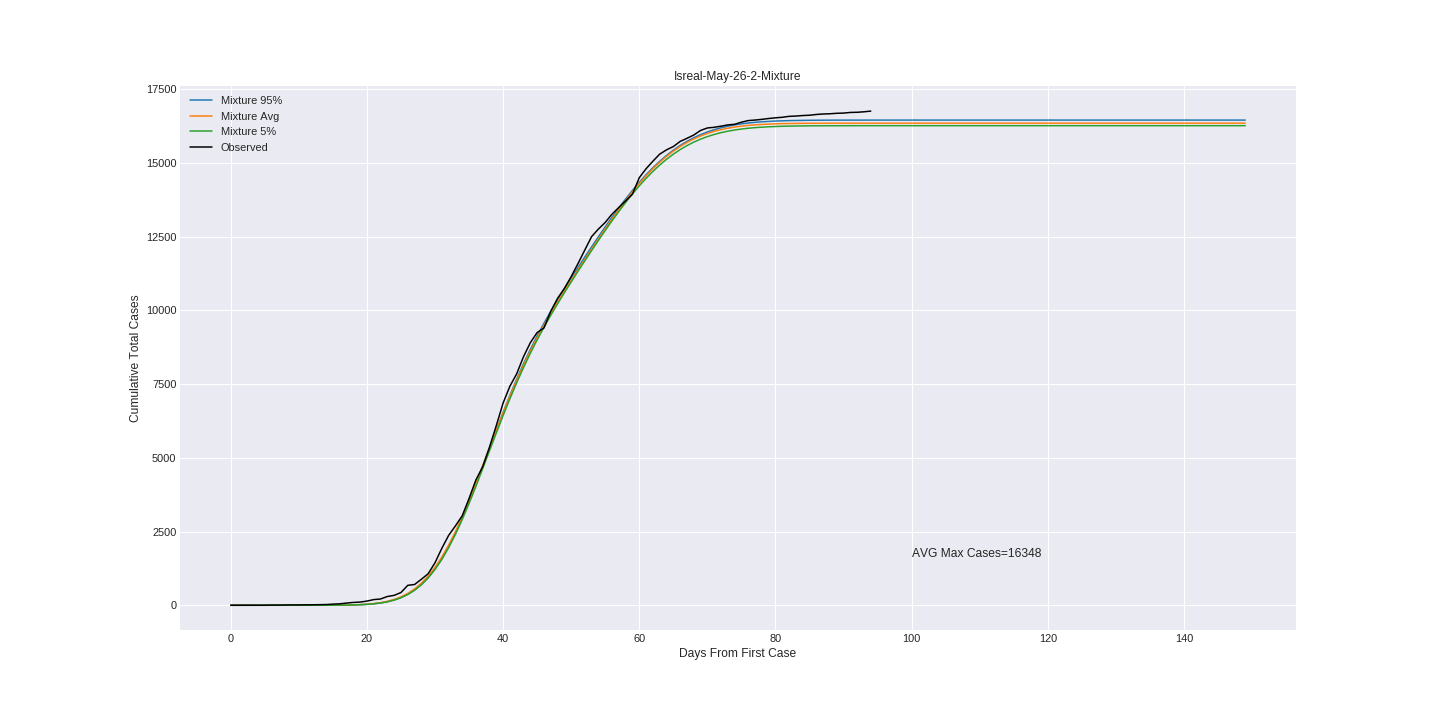 Isreal-May-26-2-Mixture
17500
15000
12500
10000
7500
5000
2500
0
Cumulative Total Cases
Mixture 95%
Mixture Avg
Mixture 5%
Observed
AVG Max Cases=16348
0 20 40 60 80 100 120 140
Days From First Case